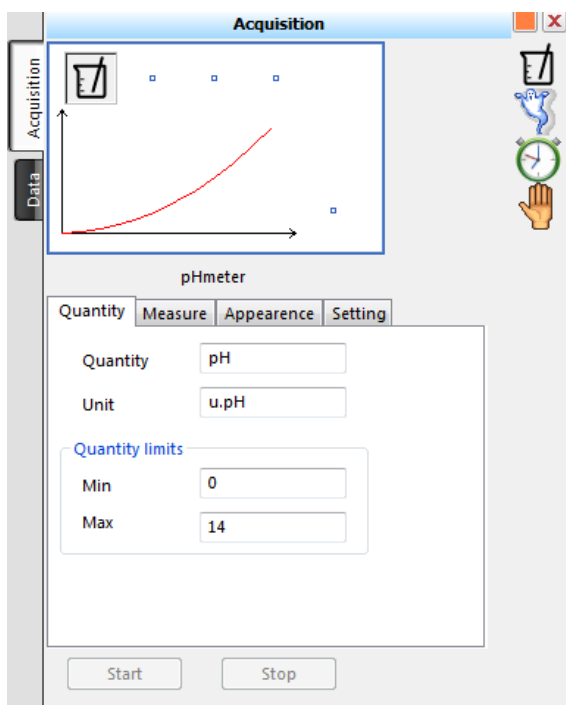 Acquisition
Acquisition
Data
pHmeter
Quantity Measure Appearence Setting
Quantity pH
Unit u.pH
Quantity limits
Min 0
Max 14
Start Stop